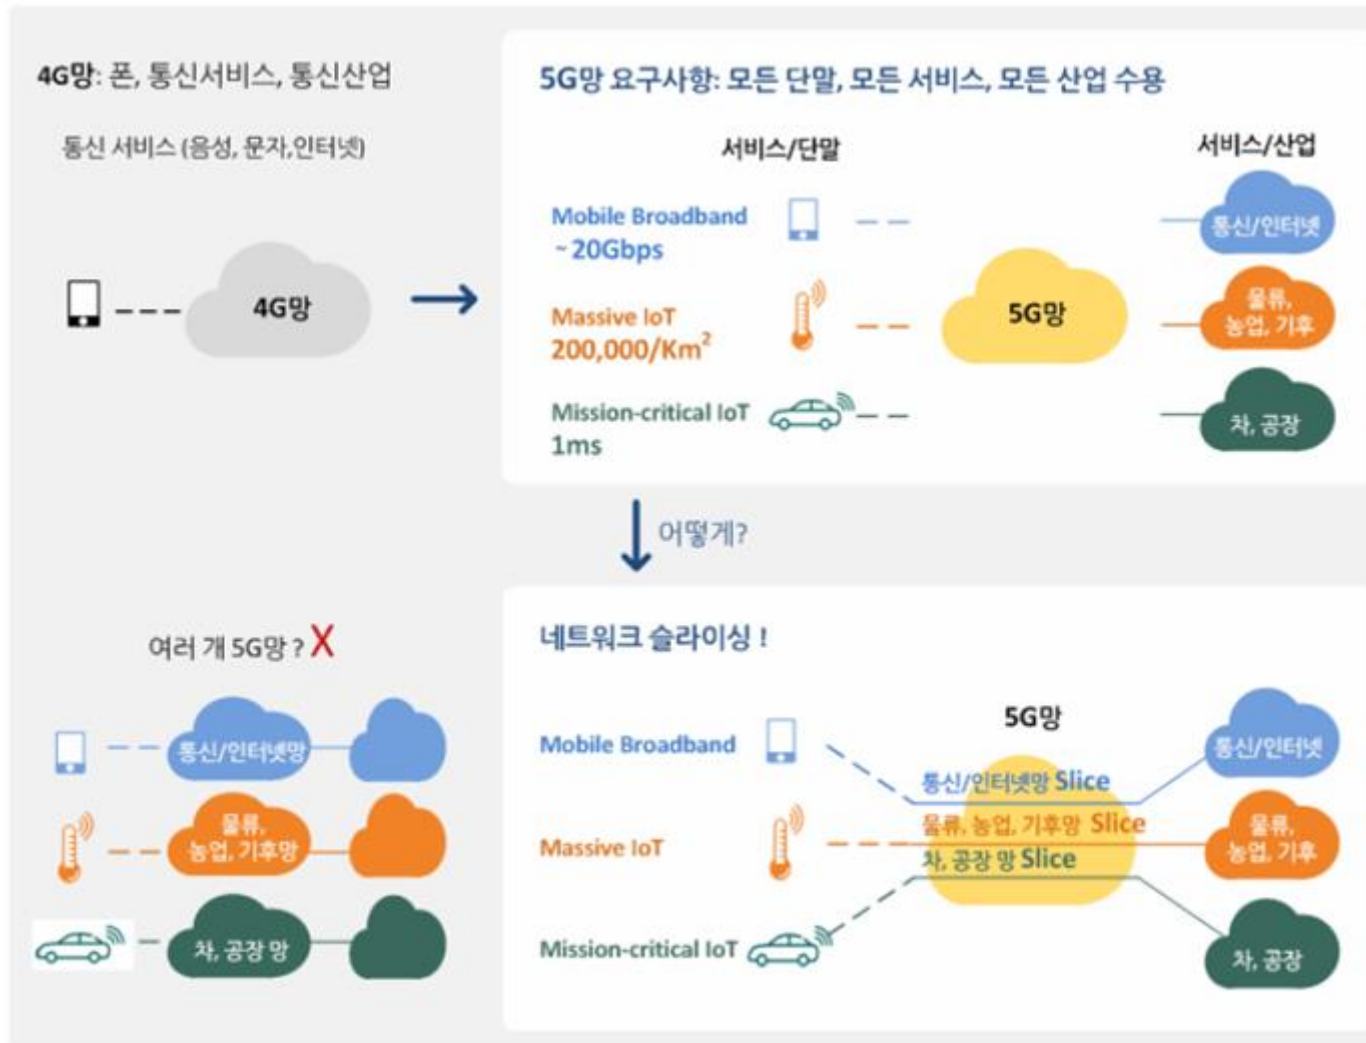 4G망: 폰, 통신서비스, 통신산업
통신 서비스 (음성, 문자,인터넷)
4G망
5G망 요구사항: 모든 단말, 모든 서비스, 모든 산업 수용
서비스/단말
서비스/산업
Mobile Broadband
~ 20Gbps
통신/인터넷
Massive IoT
200,000/Km²
5G망
물류,
농업, 기후
Mission-critical IoT
1ms
차, 공장
어떻게?
여러 개 5G망 ? X
통신/인터넷망
물류,
농업, 기후망
차, 공장 망
네트워크 슬라이싱 !
5G망
Mobile Broadband
통신/인터넷망 Slice
통신/인터넷
Massive IoT
물류, 농업, 기후망 Slice
물류,
농업, 기후
차, 공장 망 Slice
Mission-critical IoT
차, 공장